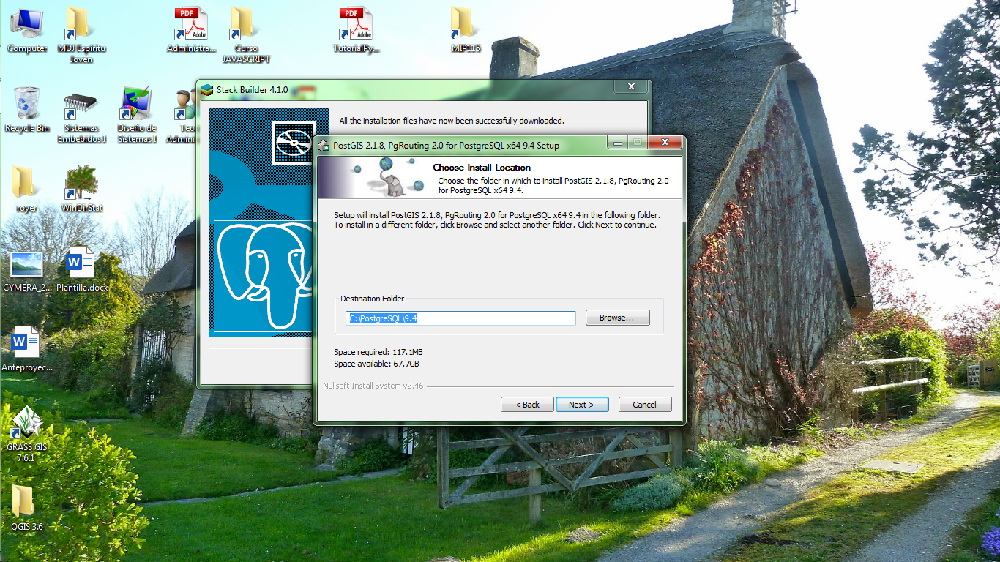 Computer
MDJ Espiritu
Joven
Administra...
Curso
JAVASCRIPT
TutorialPy...
MIP115
Recycle Bin
Sistemas
Embebidos I
Diseño de
Sistemas I
Teo
Admini
royer
WinDirStat
CYMERA_2...
Plantilla.docx
Anteproyec...
GRASS GIS
7.6.1
QGIS 3.6
PDF
Adobe
PDF
Adobe
W
W
Stack Builder 4.1.0
All the installation files have now been successfully downloaded.
PostGIS 2.1.8, PgRouting 2.0 for PostgreSQL x64 9.4 Setup
Choose Install Location
Choose the folder in which to install PostGIS 2.1.8, PgRouting 2.0
for PostgreSQL x64 9.4.
Setup will install PostGIS 2.1.8, PgRouting 2.0 for PostgreSQL x64 9.4 in the following folder.
To install in a different folder, click Browse and select another folder. Click Next to continue.
Destination Folder
C:\PostgreSQL\9.4
Browse...
Space required: 117.1MB
Space available: 67.7GB
Nullsoft Install System v2.46
< Back
Next >
Cancel